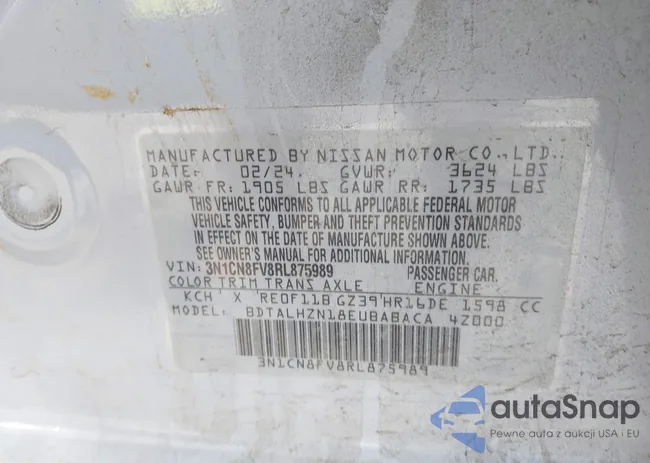 MANUFACTURED BY NISSAN MOTOR CO., LTD.
DATE: 02/24 GVWR: 3624 LBS
GAWR FR: 1905 LBS GAWR RR: 1735 LBS
THIS VEHICLE CONFORMS TO ALL APPLICABLE FEDERAL MOTOR
VEHICLE SAFETY, BUMPER AND THEFT PREVENTION STANDARDS
IN EFFECT ON THE DATE OF MANUFACTURE SHOWN ABOVE.
SEE OWNER'S MANUAL FOR ADDITIONAL INFORMATION.
VIN: 3N1CN8FV8RL875989 PASSENGER CAR.
COLOR TRIM TRANS AXLE ENGINE
KCH X RE0F11B GZ39 HR16DE 1598 CC
MODEL: BDTALHZN18EUBABACA 4Z000
3N1CN8FV8RL875989
autaSnap
Pewne auta z aukcji USA i EU